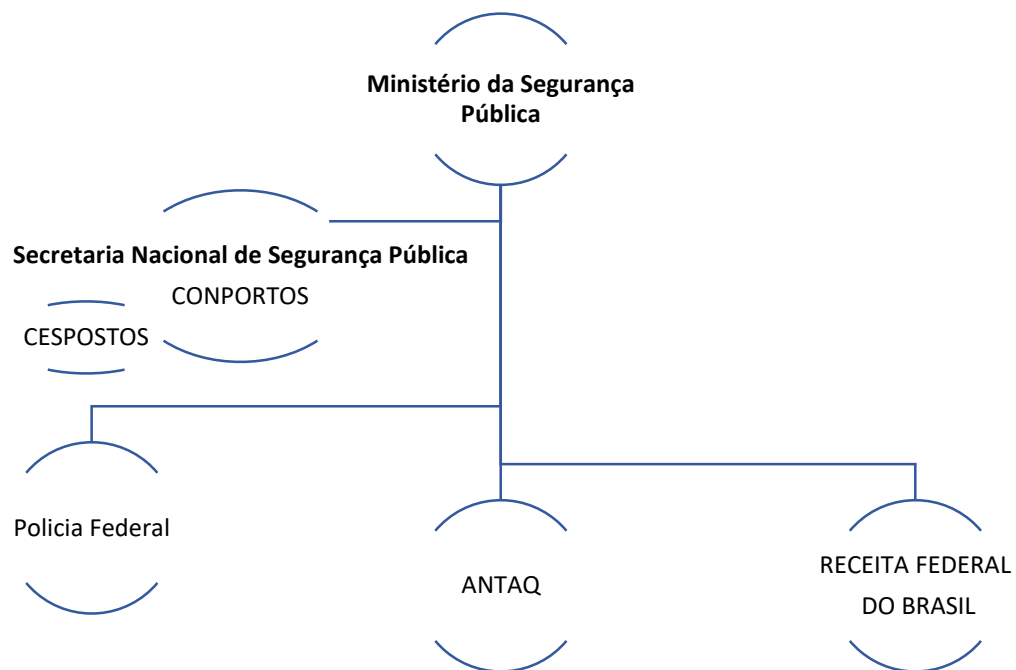 Ministério da Segurança
Pública
Secretaria Nacional de Segurança Pública
CONPORTOS
CESPOSTOS
Policia Federal
ANTAQ
RECEITA FEDERAL
DO BRASIL